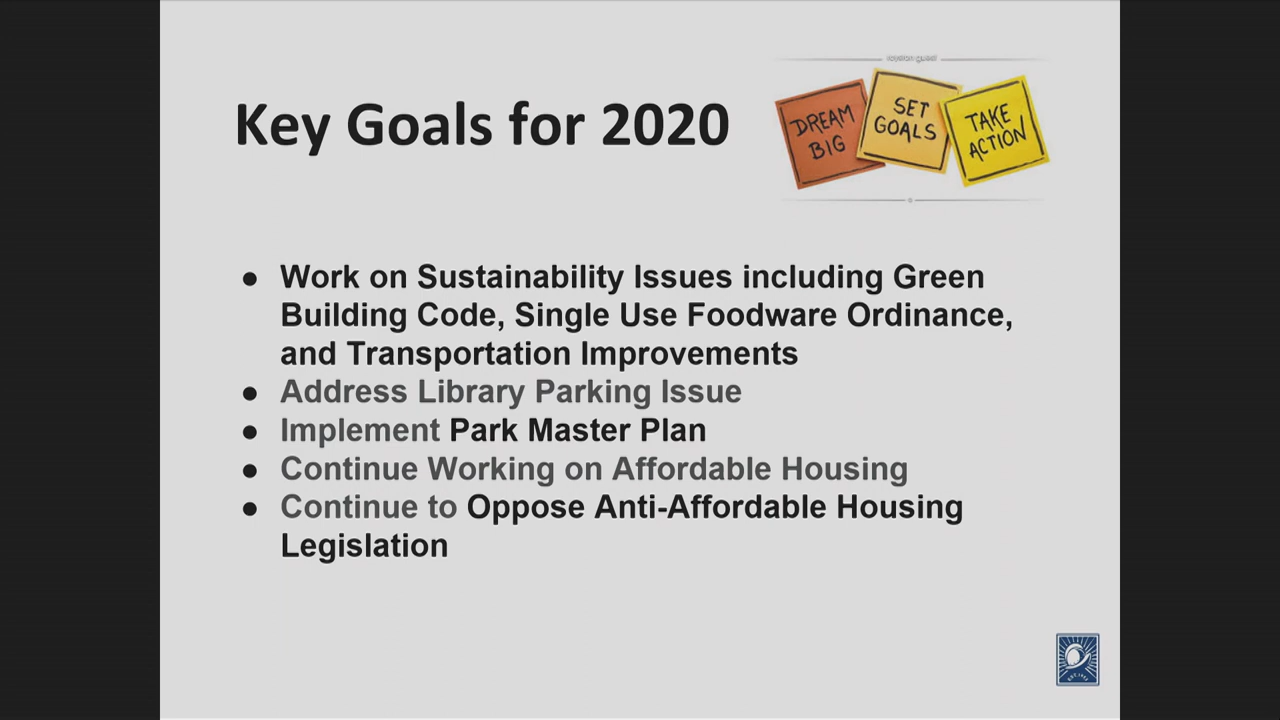 royston guest
Key Goals for 2020
DREAM
BIG
SET
GOALS
TAKE
ACTION
● Work on Sustainability Issues including Green
Building Code, Single Use Foodware Ordinance,
and Transportation Improvements
● Address Library Parking Issue
● Implement Park Master Plan
● Continue Working on Affordable Housing
● Continue to Oppose Anti-Affordable Housing
Legislation